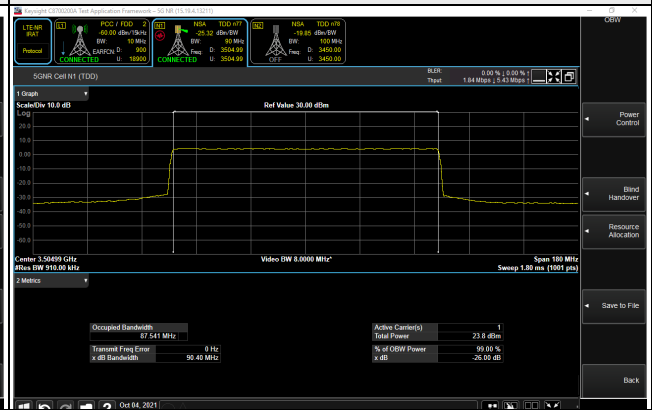 Keysight C8700200A Test Application Framework - 5G NR (15.19.4.15211)
OBW
LTE-NR IRAT
Protocol
L1 PCC / FDD 2
-60.00 dBm/15kHz
BW: 10 MHz
EARFCN D: 900
CONNECTED U: 18900
N1 NSA TDD n77
-25.32 dBm/BW
BW: 90 MHz
Freq D: 3504.99
CONNECTED U: 3504.99
N2 NSA TDD n78
-19.85 dBm/BW
BW: 100 MHz
Freq D: 3450.00
OFF U: 3450.00
5GNR Cell N1 (TDD)
BLER: 0.00 % ↓ 0.00 % ↑
Thput: 1.84 Mbps ↓ 5.43 Mbps ↑
1 Graph
Scale/Div 10.0 dB
Ref Value 30.00 dBm
Log
20.0
10.0
0.00
-10.0
-20.0
-30.0
-40.0
-50.0
-60.0
Center 3.50499 GHz
Video BW 8.0000 MHz*
Span 180 MHz
#Res BW 910.00 kHz
Sweep 1.80 ms (1001 pts)
2 Metrics
Occupied Bandwidth
87.541 MHz
Active Carrier(s) 1
Total Power 23.8 dBm
Transmit Freq Error 0 Hz
x dB Bandwidth 90.40 MHz
% of OBW Power 99.00 %
x dB -26.00 dB
Power Control
Blind Handover
Resource Allocation
Save to File
Back
Oct 04, 2021